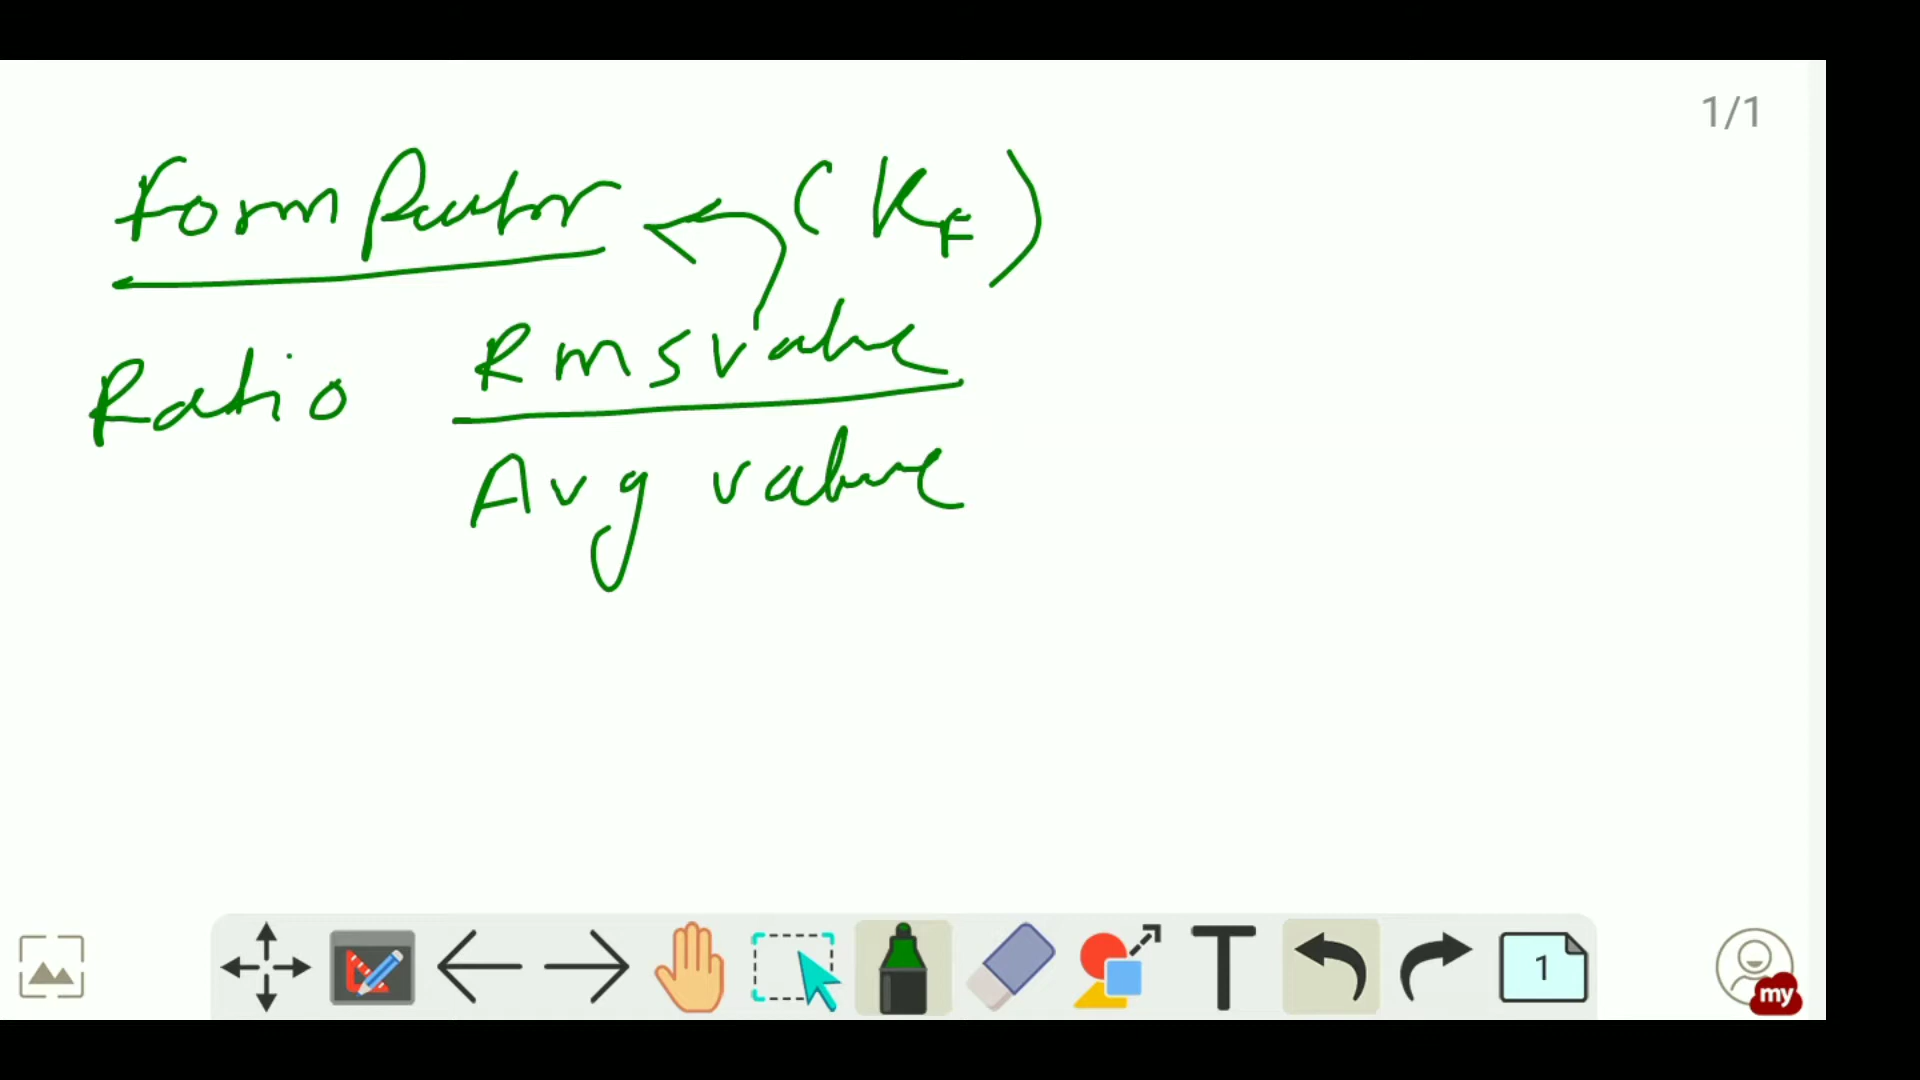 1/1
Form factor (KF)
Ratio Rms value
Avg value
T
1
my